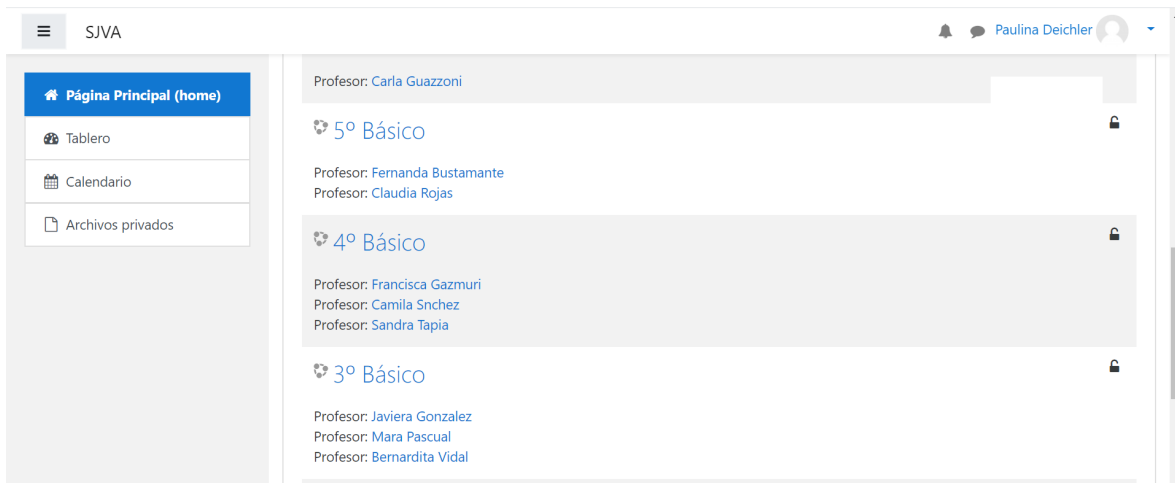 SJVA
Paulina Deichler
Página Principal (home)
Tablero
Calendario
Archivos privados
Profesor: Carla Guazzoni
5º Básico
Profesor: Fernanda Bustamante
Profesor: Claudia Rojas
4º Básico
Profesor: Francisca Gazmuri
Profesor: Camila Snchez
Profesor: Sandra Tapia
3º Básico
Profesor: Javiera Gonzalez
Profesor: Mara Pascual
Profesor: Bernardita Vidal